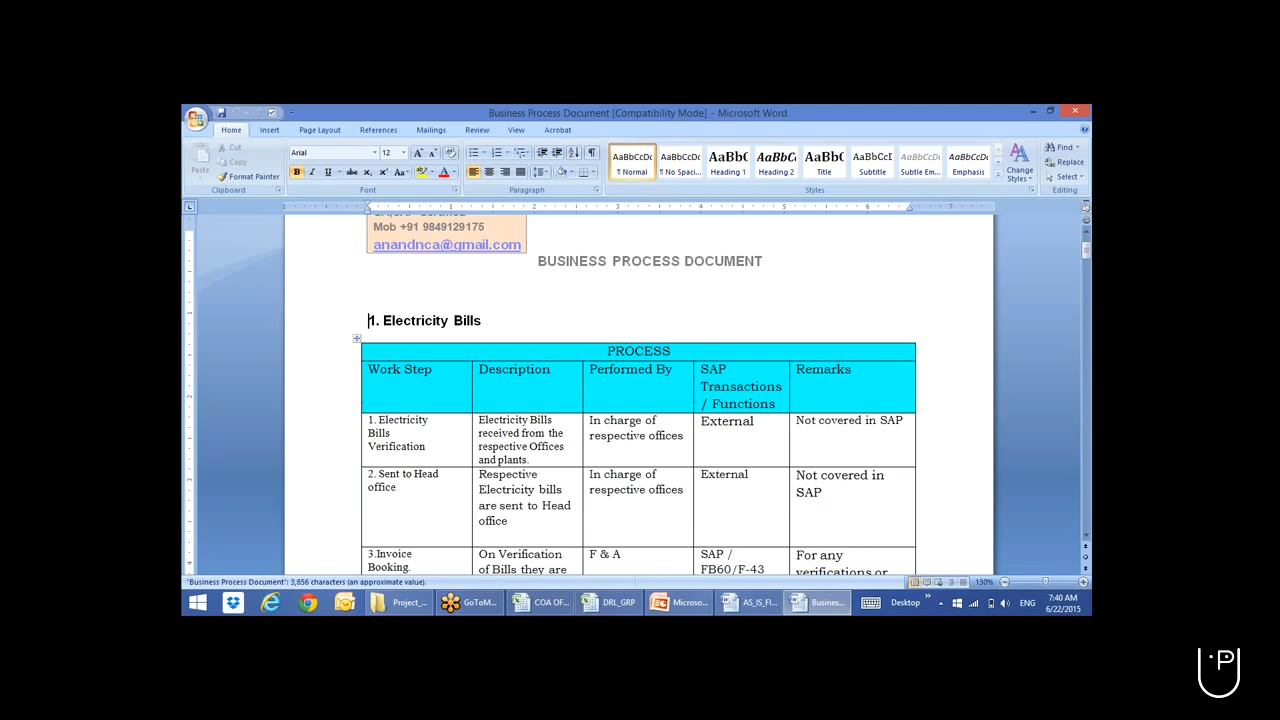 Business Process Document [Compatibility Mode] - Microsoft Word
Home Insert Page Layout References Mailings Review View Acrobat
Paste
Cut
Copy
Format Painter
Clipboard
Arial 12
Font
Paragraph
AaBbCcDc AaBbCcDc AaBbC AaBbCc AaBb( AaBbCcI AaBbCcDc AaBbCcDc
¶ Normal ¶ No Spaci... Heading 1 Heading 2 Title Subtitle Subtle Em... Emphasis
Change Styles
Styles
Find
Replace
Select
Editing
Mob +91 9849129175
anandnca@gmail.com
BUSINESS PROCESS DOCUMENT
1. Electricity Bills
PROCESS
Work Step
Description
Performed By
SAP
Transactions
/ Functions
Remarks
1. Electricity
Bills
Verification
Electricity Bills
received from the
respective Offices
and plants.
In charge of
respective offices
External
Not covered in SAP
2. Sent to Head
office
Respective
Electricity bills
are sent to Head
office
In charge of
respective offices
External
Not covered in
SAP
3.Invoice
Booking.
On Verification
of Bills they are
F & A
SAP /
FB60/F-43
For any
verifications or
"Business Process Document": 3,856 characters (an approximate value).
130%
Project_...
GoToM...
COA OF...
DRL_GRP
Microso...
AS_IS_FI...
Busines...
Desktop
ENG
7:40 AM
6/22/2015